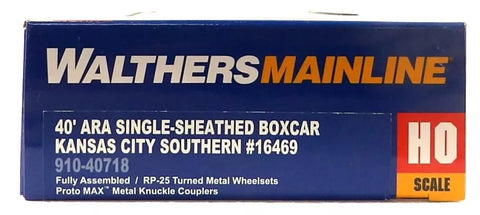 WALTHERSMAINLINE®
40' ARA SINGLE-SHEATHED BOXCAR
KANSAS CITY SOUTHERN #16469
910-40718
Fully Assembled / RP-25 Turned Metal Wheelsets
Proto MAX™ Metal Knuckle Couplers
HO
SCALE